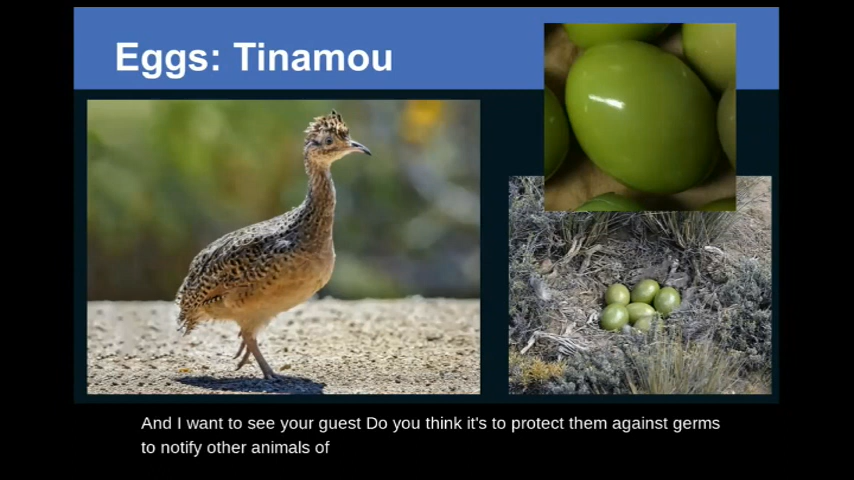 Eggs: Tinamou
And I want to see your guest Do you think it's to protect them against germs
to notify other animals of